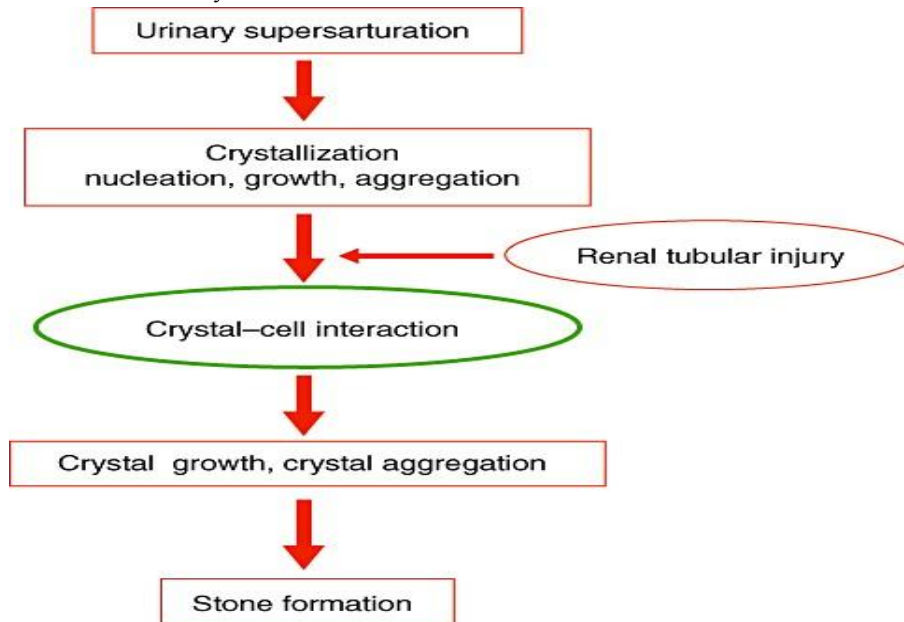 Urinary supersarturation
Crystallization
nucleation, growth, aggregation
Renal tubular injury
Crystal–cell interaction
Crystal growth, crystal aggregation
Stone formation